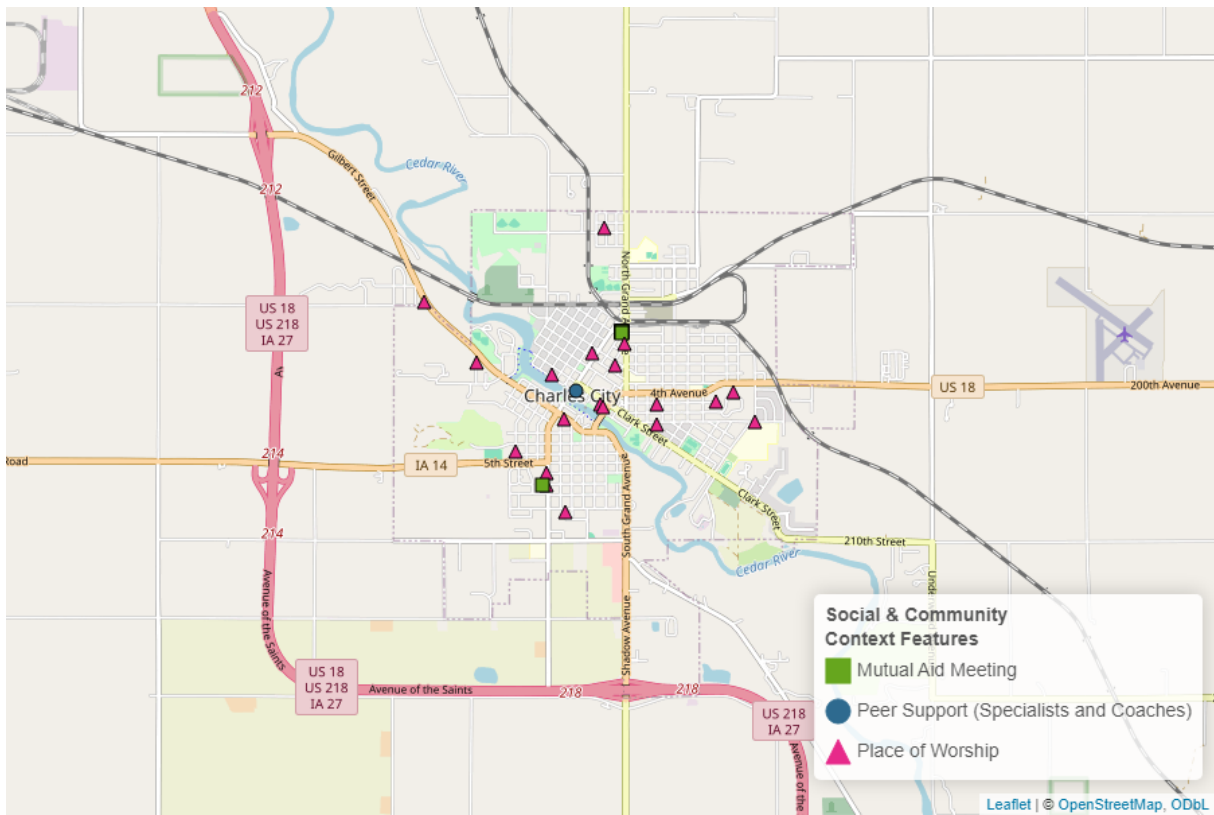 212
Gilbert Street
Cedar River
212
US 18
US 218
IA 27
North Grand A
Charles City
4th Avenue
US 18
200th Avenue
Clark Street
Road
214
IA 14
5th Street
South Grand Avenue
Clark Street
214
210th Street
Cedar River
Avenue of the Saints
Shadow Avenue
US 18
US 218
IA 27
Avenue of the Saints
218
218
US 218
IA 27
Avenue of the
Social & Community
Context Features
Mutual Aid Meeting
Peer Support (Specialists and Coaches)
Place of Worship
Leaflet | © OpenStreetMap, ODbL